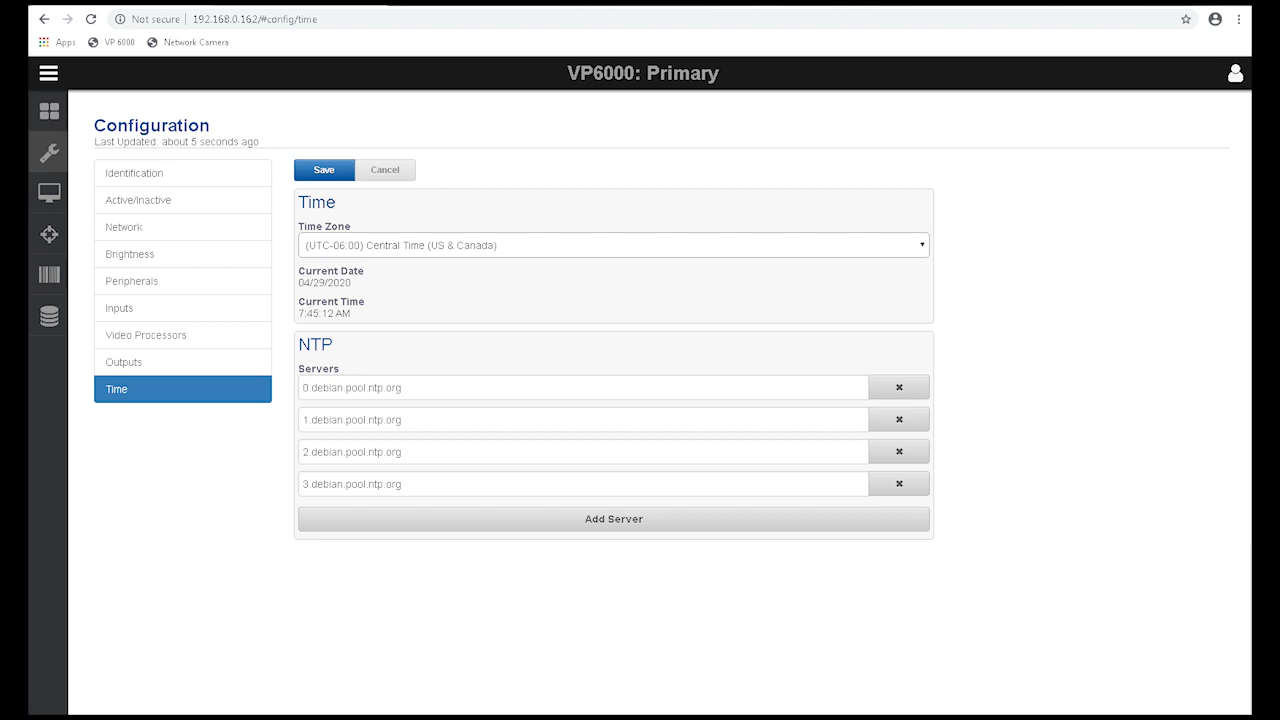 Not secure | 192.168.0.162/#config/time
Apps VP 6000 Network Camera
VP6000: Primary
Configuration
Last Updated: about 5 seconds ago
Identification
Active/Inactive
Network
Brightness
Peripherals
Inputs
Video Processors
Outputs
Time
Save Cancel
Time
Time Zone
(UTC-06:00) Central Time (US & Canada)
Current Date
04/29/2020
Current Time
7:45:12 AM
NTP
Servers
0.debian.pool.ntp.org
1.debian.pool.ntp.org
2.debian.pool.ntp.org
3.debian.pool.ntp.org
Add Server